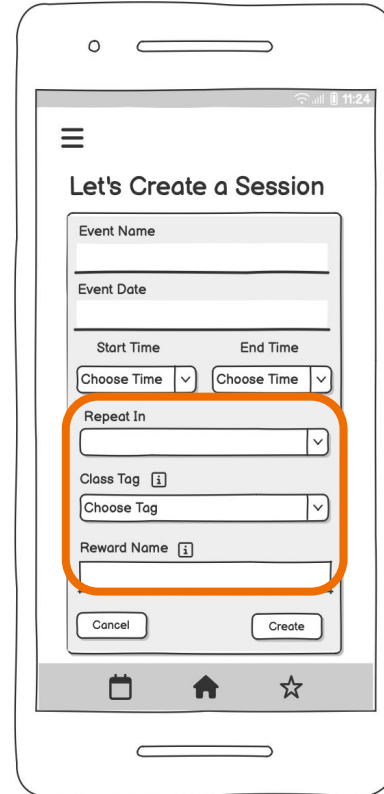 11:24
Let's Create a Session
Event Name
Event Date
Start Time End Time
Choose Time Choose Time
Repeat In
Class Tag i
Choose Tag
Reward Name i
Cancel Create